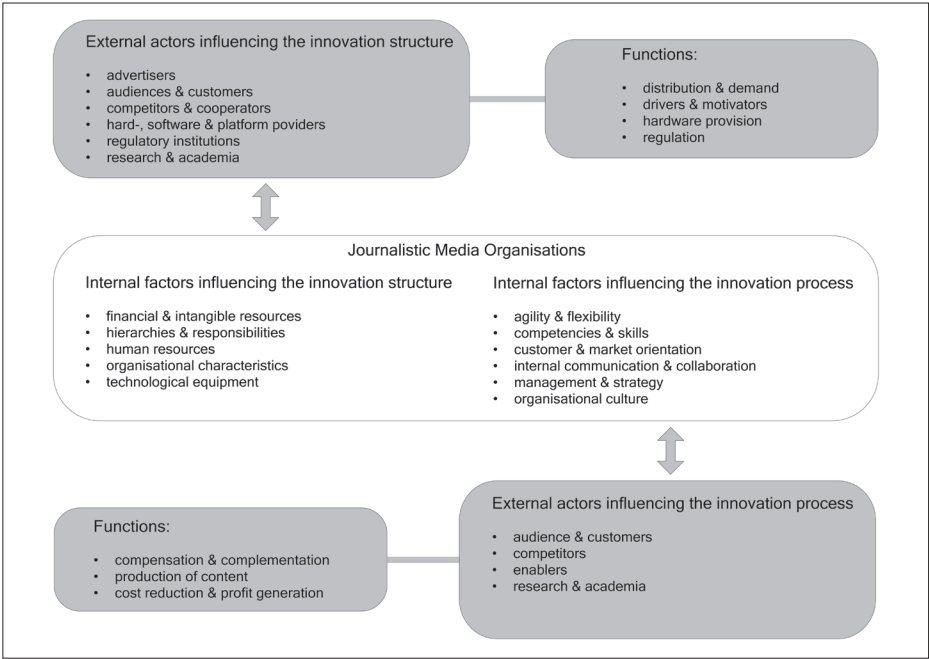 External actors influencing the innovation structure
• advertisers
• audiences & customers
• competitors & cooperators
• hard-, software & platform poviders
• regulatory institutions
• research & academia
Functions:
• distribution & demand
• drivers & motivators
• hardware provision
• regulation
Journalistic Media Organisations
Internal factors influencing the innovation structure
• financial & intangible resources
• hierarchies & responsibilities
• human resources
• organisational characteristics
• technological equipment
Internal factors influencing the innovation process
• agility & flexibility
• competencies & skills
• customer & market orientation
• internal communication & collaboration
• management & strategy
• organisational culture
Functions:
• compensation & complementation
• production of content
• cost reduction & profit generation
External actors influencing the innovation process
• audience & customers
• competitors
• enablers
• research & academia